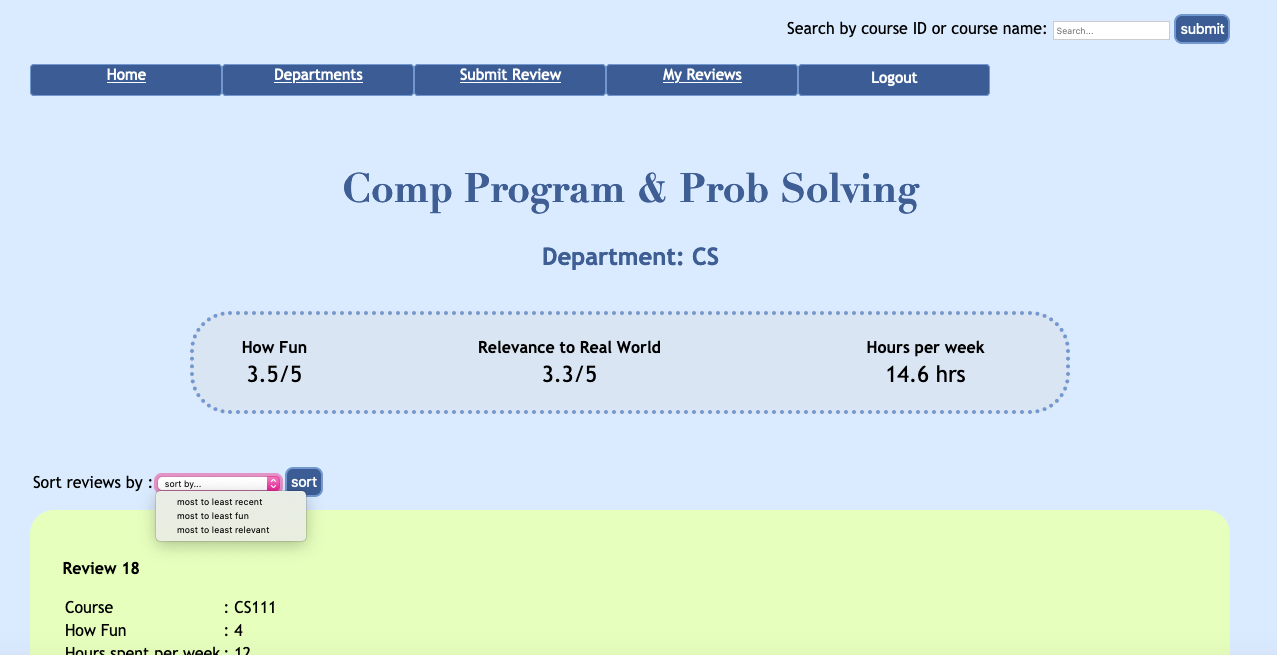 Search by course ID or course name: Search... submit
Home Departments Submit Review My Reviews Logout
Comp Program & Prob Solving
Department: CS
How Fun Relevance to Real World Hours per week
3.5/5 3.3/5 14.6 hrs
Sort reviews by : sort by... sort
most to least recent
most to least fun
most to least relevant
Review 18
Course : CS111
How Fun : 4
Hours spent per week : 12